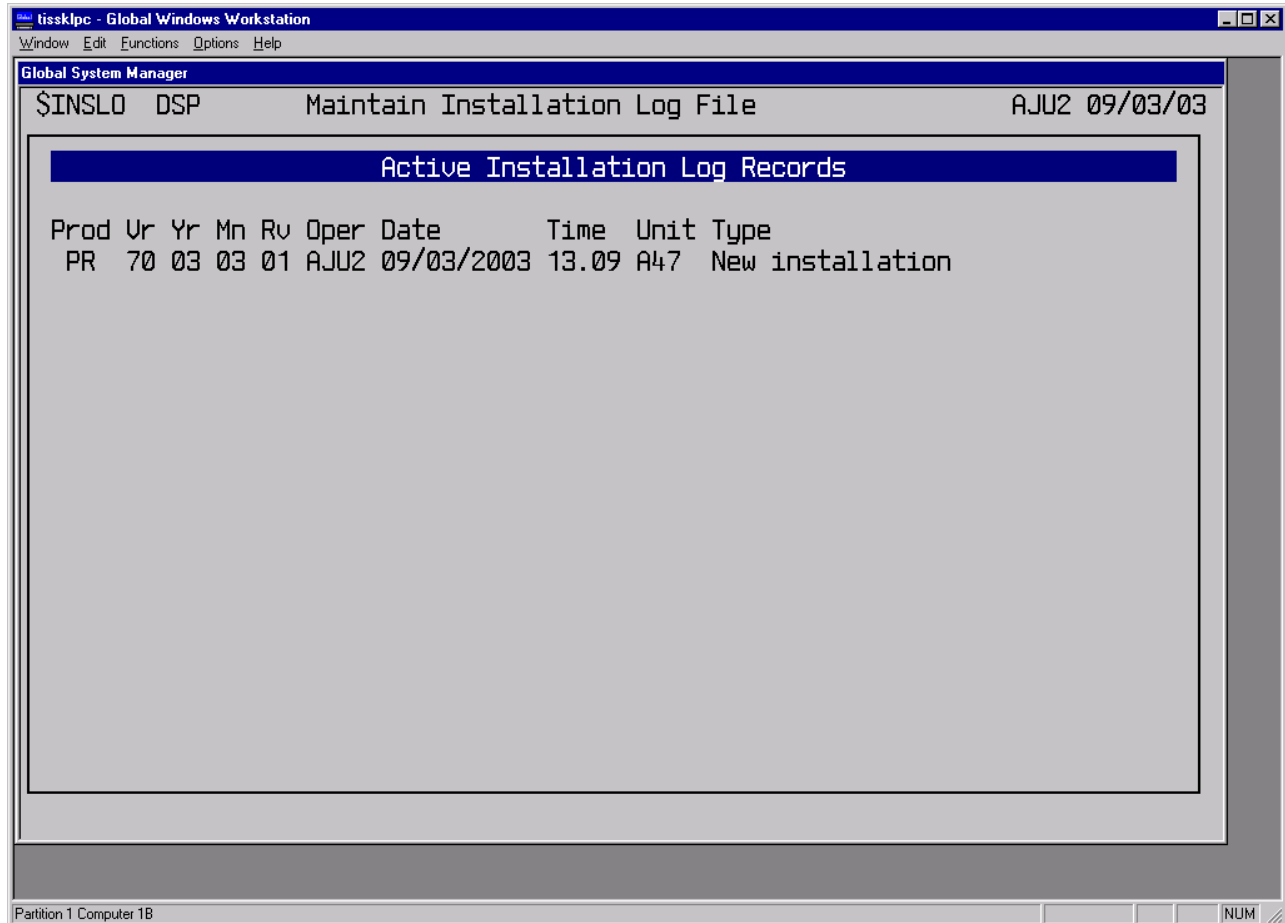 tissklpc - Global Windows Workstation
Window Edit Functions Options Help
Global System Manager
$INSLO DSP Maintain Installation Log File AJU2 09/03/03
Active Installation Log Records
Prod Vr Yr Mn Rv Oper Date Time Unit Type
PR 70 03 03 01 AJU2 09/03/2003 13.09 A47 New installation
Partition 1 Computer 1B NUM